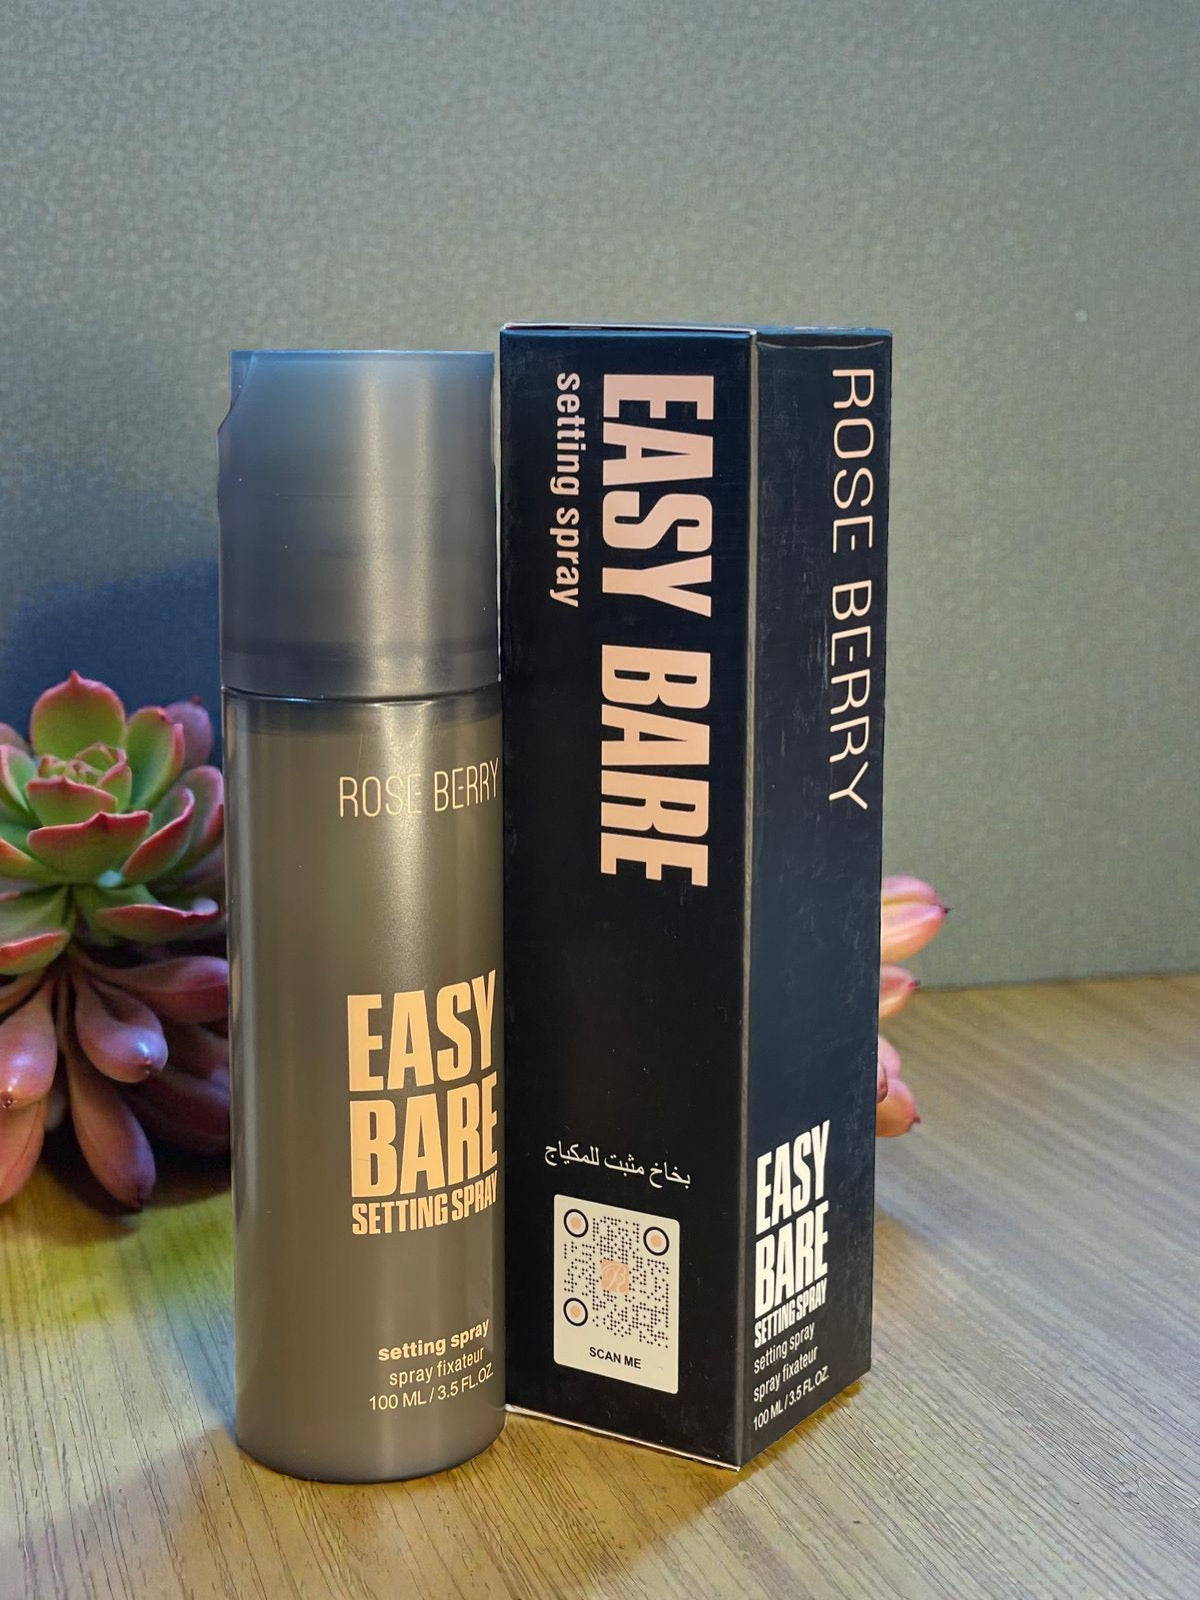 ROSE BERRY
EASY
BARE
SETTING SPRAY
setting spray
spray fixateur
100 ML / 3.5 FL.OZ.
EASY BARE
setting spray
بخاخ مثبت للمكياج
SCAN ME
ROSE BERRY
EASY
BARE
SETTING SPRAY
setting spray
spray fixateur
100 ML / 3.5 FL.OZ.